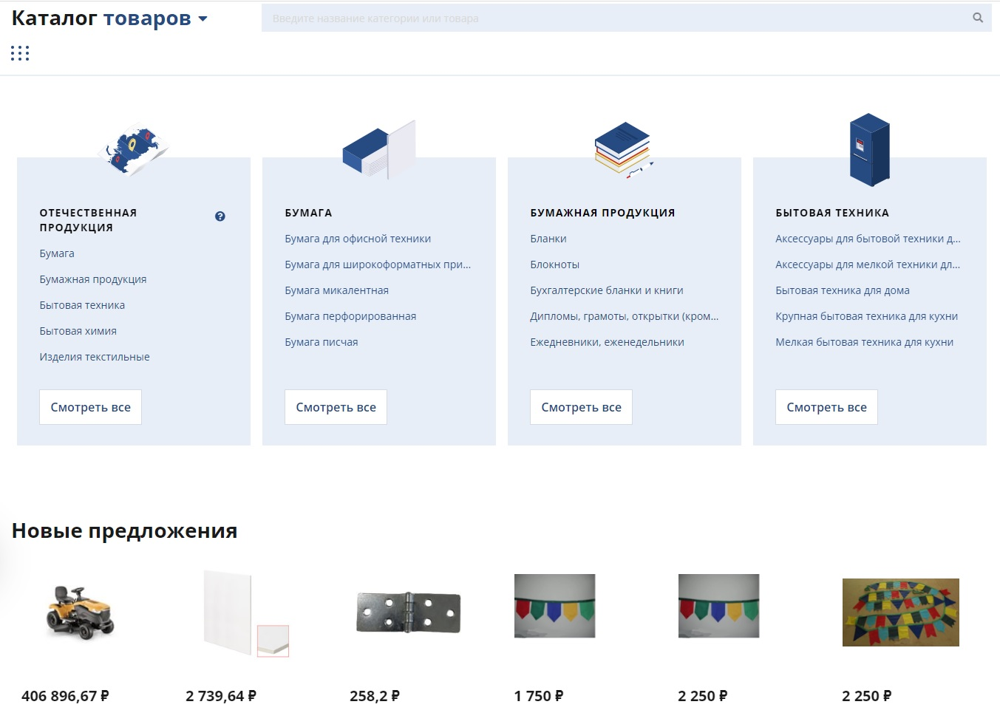 Каталог товаров
Введите название категории или товара
ОТЕЧЕСТВЕННАЯ
ПРОДУКЦИЯ
?
Бумага
Бумажная продукция
Бытовая техника
Бытовая химия
Изделия текстильные
Смотреть все
БУМАГА
Бумага для офисной техники
Бумага для широкоформатных при...
Бумага микалентная
Бумага перфорированная
Бумага писчая
Смотреть все
БУМАЖНАЯ ПРОДУКЦИЯ
Бланки
Блокноты
Бухгалтерские бланки и книги
Дипломы, грамоты, открытки (кром...
Ежедневники, еженедельники
Смотреть все
БЫТОВАЯ ТЕХНИКА
Аксессуары для бытовой техники д...
Аксессуары для мелкой техники дл...
Бытовая техника для дома
Крупная бытовая техника для кухни
Мелкая бытовая техника для кухни
Смотреть все
Новые предложения
406 896,67 ₽
2 739,64 ₽
258,2 ₽
1 750 ₽
2 250 ₽
2 250 ₽